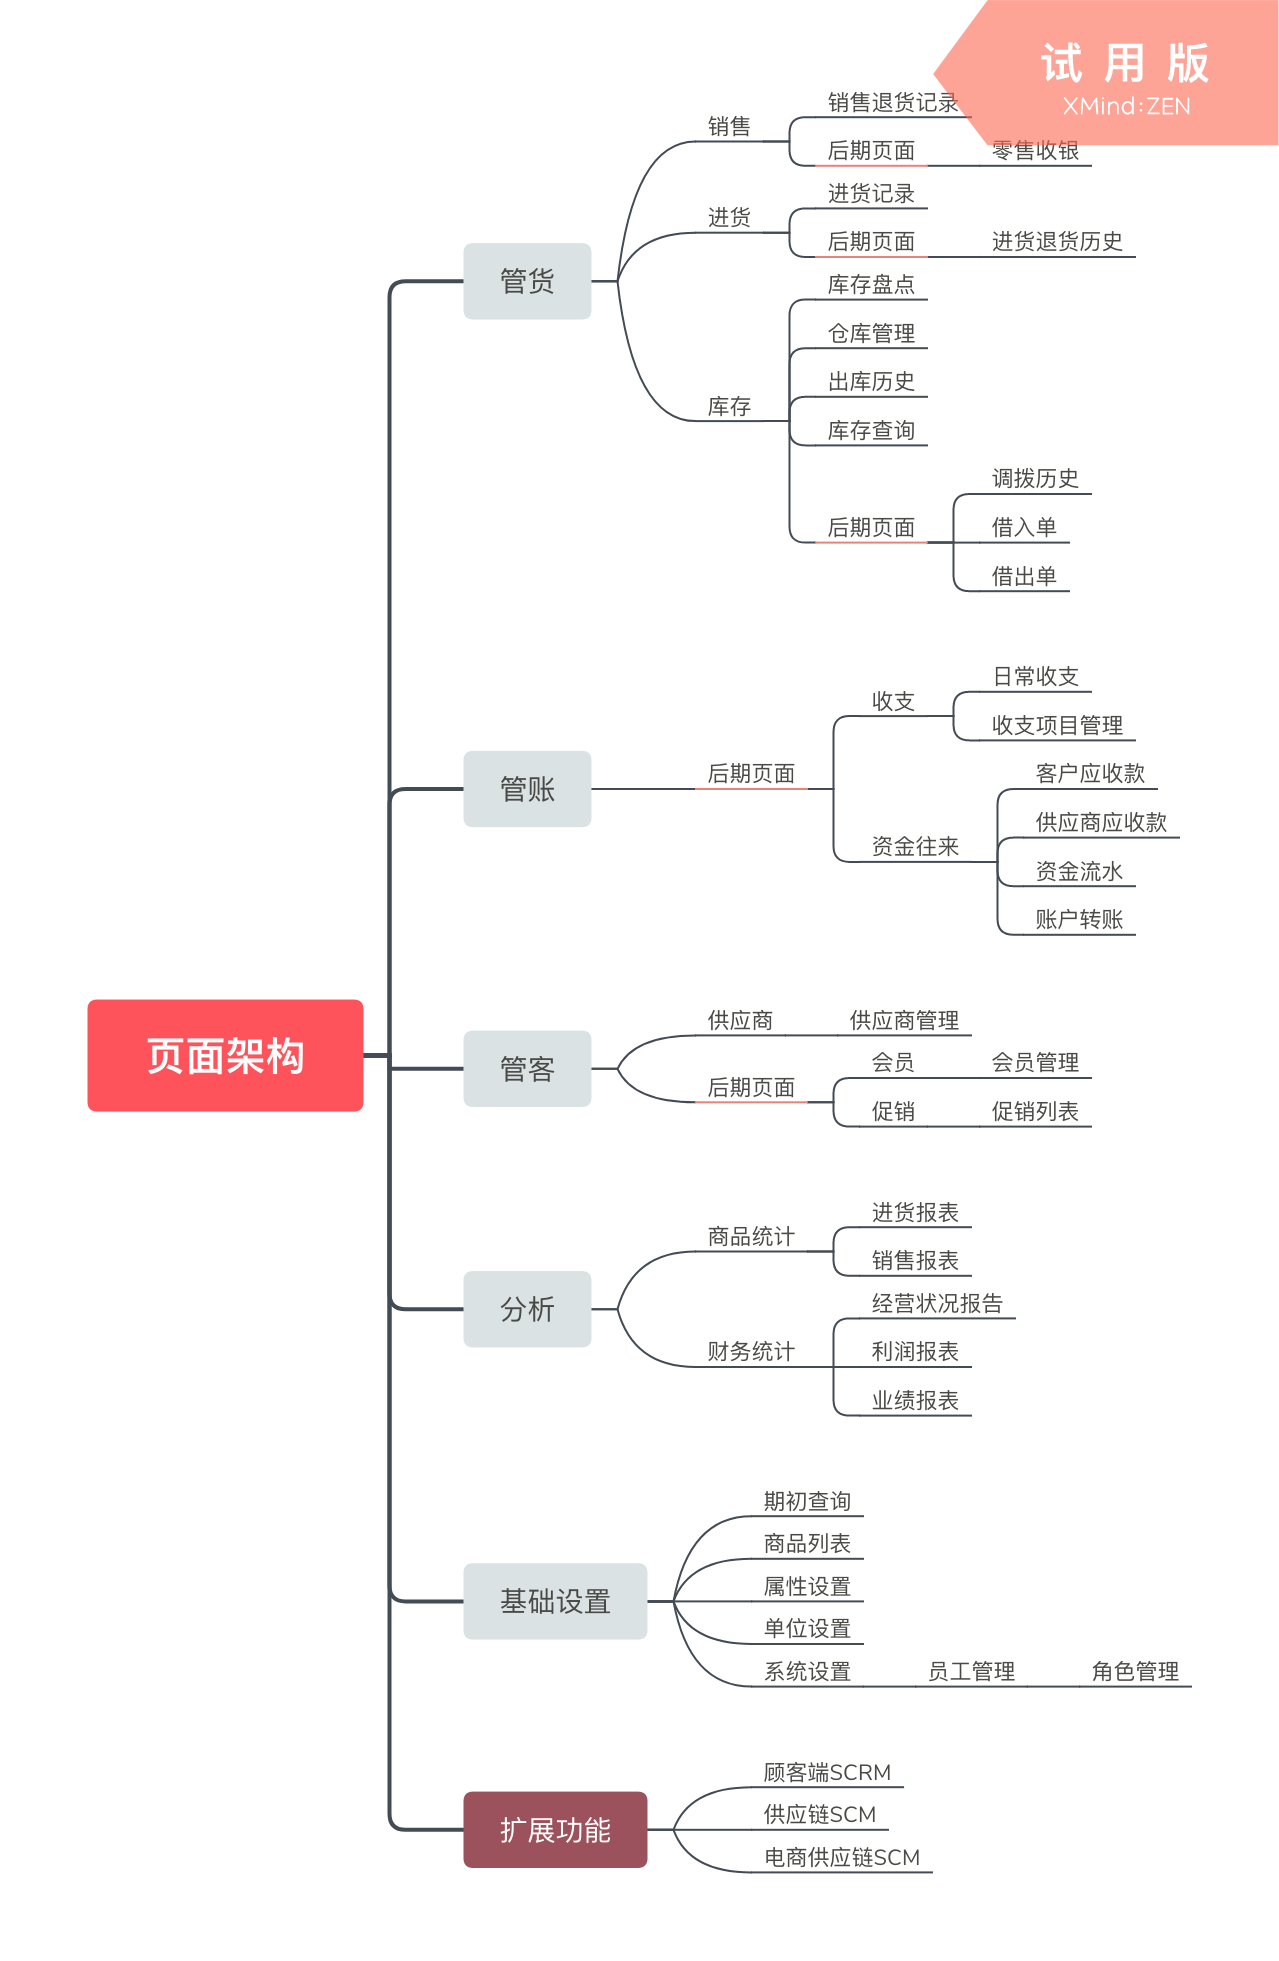 试 用 版
XMind:ZEN
页面架构
管货
销售
销售退货记录
后期页面
零售收银
进货
进货记录
后期页面
进货退货历史
库存
库存盘点
仓库管理
出库历史
库存查询
后期页面
调拨历史
借入单
借出单
管账
后期页面
收支
日常收支
收支项目管理
资金往来
客户应收款
供应商应收款
资金流水
账户转账
管客
供应商
供应商管理
后期页面
会员
会员管理
促销
促销列表
分析
商品统计
进货报表
销售报表
财务统计
经营状况报告
利润报表
业绩报表
基础设置
期初查询
商品列表
属性设置
单位设置
系统设置
员工管理
角色管理
扩展功能
顾客端SCRM
供应链SCM
电商供应链SCM